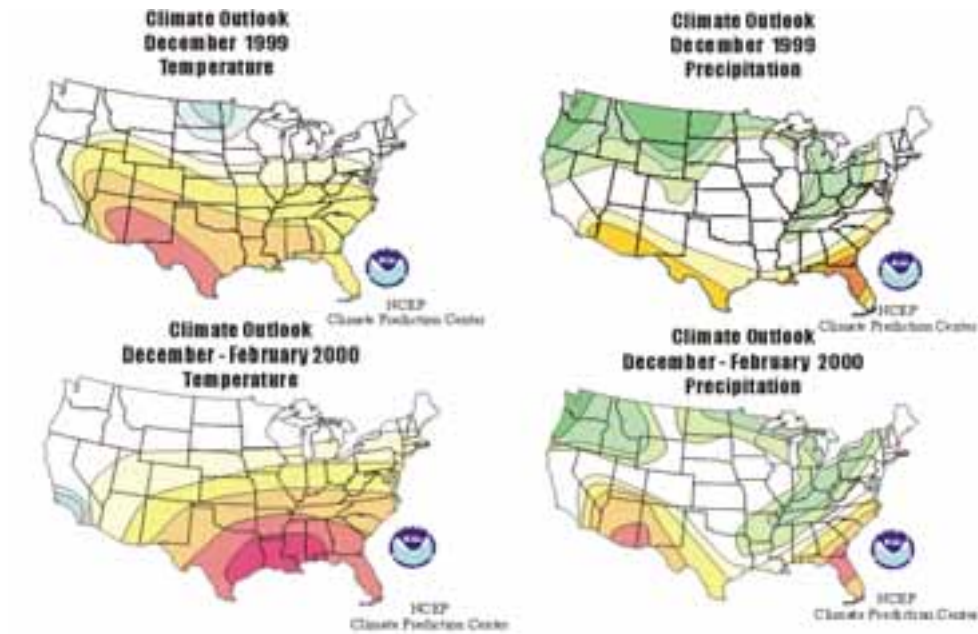 Climate Outlook
December 1999
Temperature
NCEP
Climate Prediction Center
Climate Outlook
December 1999
Precipitation
NCEP
Climate Prediction Center
Climate Outlook
December - February 2000
Temperature
NCEP
Climate Prediction Center
Climate Outlook
December - February 2000
Precipitation
NCEP
Climate Prediction Center